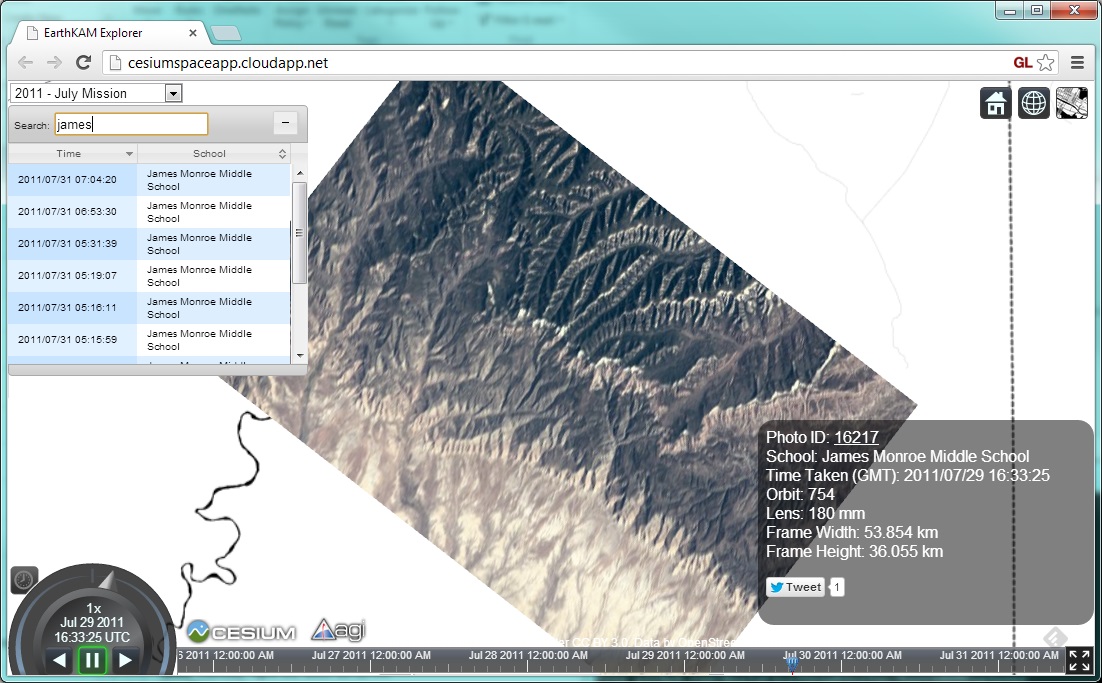 EarthKAM Explorer
cesiumspaceapp.cloudapp.net
GL
2011 - July Mission
Search: james
Time School
2011/07/31 07:04:20 James Monroe Middle
School
2011/07/31 06:53:30 James Monroe Middle
School
2011/07/31 05:31:39 James Monroe Middle
School
2011/07/31 05:19:07 James Monroe Middle
School
2011/07/31 05:16:11 James Monroe Middle
School
2011/07/31 05:15:59 James Monroe Middle
School
Photo ID: 16217
School: James Monroe Middle School
Time Taken (GMT): 2011/07/29 16:33:25
Orbit: 754
Lens: 180 mm
Frame Width: 53.854 km
Frame Height: 36.055 km
Tweet 1
1x
Jul 29 2011
16:33:25 UTC
CESIUM agi
CC BY 3.0. Data by
6 2011 12:00:00 AM Jul 27 2011 12:00:00 AM Jul 28 2011 12:00:00 AM Jul 29 2011 12:00:00 AM Jul 30 2011 12:00:00 AM Jul 31 2011 12:00:00 AM